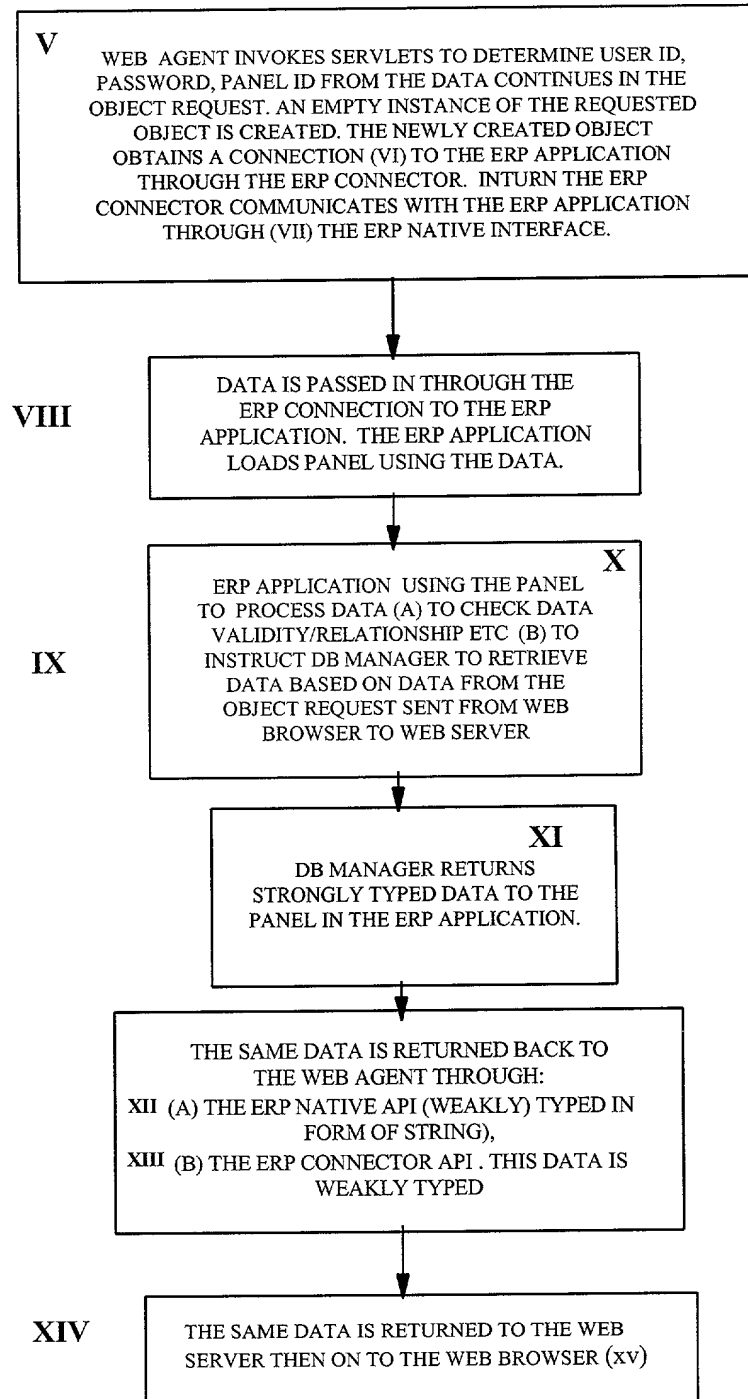 V
WEB AGENT INVOKES SERVLETS TO DETERMINE USER ID,
PASSWORD, PANEL ID FROM THE DATA CONTINUES IN THE
OBJECT REQUEST. AN EMPTY INSTANCE OF THE REQUESTED
OBJECT IS CREATED. THE NEWLY CREATED OBJECT
OBTAINS A CONNECTION (VI) TO THE ERP APPLICATION
THROUGH THE ERP CONNECTOR. INTURN THE ERP
CONNECTOR COMMUNICATES WITH THE ERP APPLICATION
THROUGH (VII) THE ERP NATIVE INTERFACE.
VIII
DATA IS PASSED IN THROUGH THE
ERP CONNECTION TO THE ERP
APPLICATION. THE ERP APPLICATION
LOADS PANEL USING THE DATA.
IX
X
ERP APPLICATION USING THE PANEL
TO PROCESS DATA (A) TO CHECK DATA
VALIDITY/RELATIONSHIP ETC (B) TO
INSTRUCT DB MANAGER TO RETRIEVE
DATA BASED ON DATA FROM THE
OBJECT REQUEST SENT FROM WEB
BROWSER TO WEB SERVER
XI
DB MANAGER RETURNS
STRONGLY TYPED DATA TO THE
PANEL IN THE ERP APPLICATION.
THE SAME DATA IS RETURNED BACK TO
THE WEB AGENT THROUGH:
XII (A) THE ERP NATIVE API (WEAKLY) TYPED IN
FORM OF STRING),
XIII (B) THE ERP CONNECTOR API . THIS DATA IS
WEAKLY TYPED
XIV
THE SAME DATA IS RETURNED TO THE WEB
SERVER THEN ON TO THE WEB BROWSER (XV)